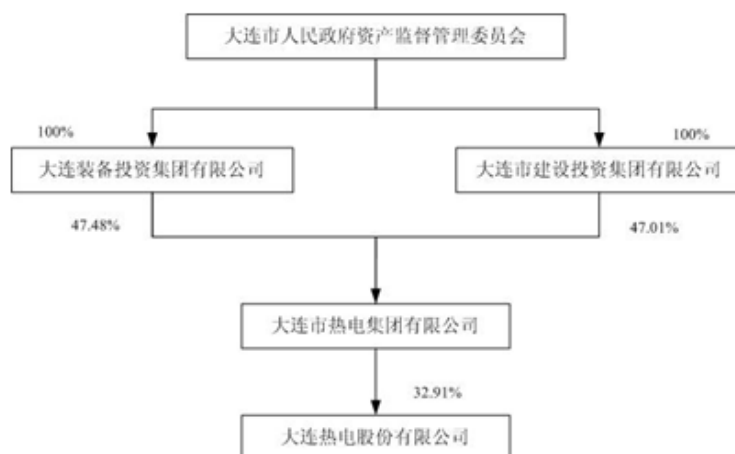 大连市人民政府资产监督管理委员会
100%
100%
大连装备投资集团有限公司
大连市建设投资集团有限公司
47.48%
47.01%
大连市热电集团有限公司
32.91%
大连热电股份有限公司